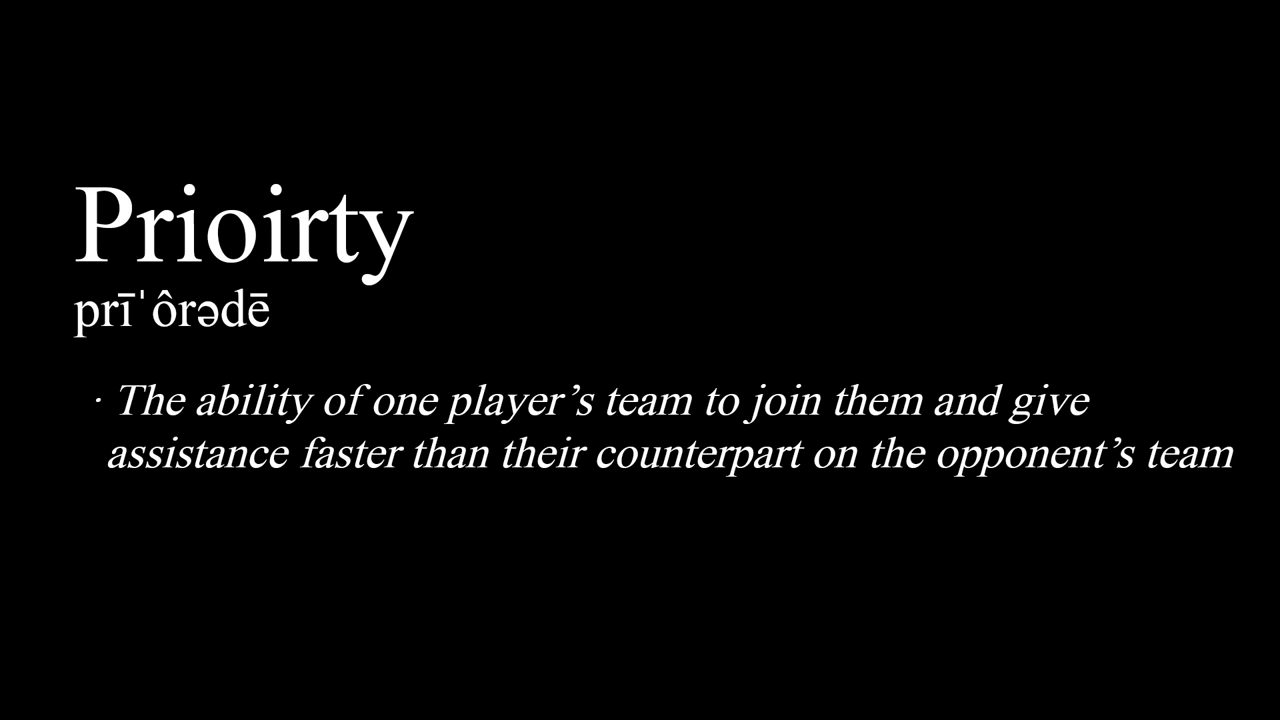 Prioirty
prīˈôrədē
· The ability of one player’s team to join them and give
assistance faster than their counterpart on the opponent’s team